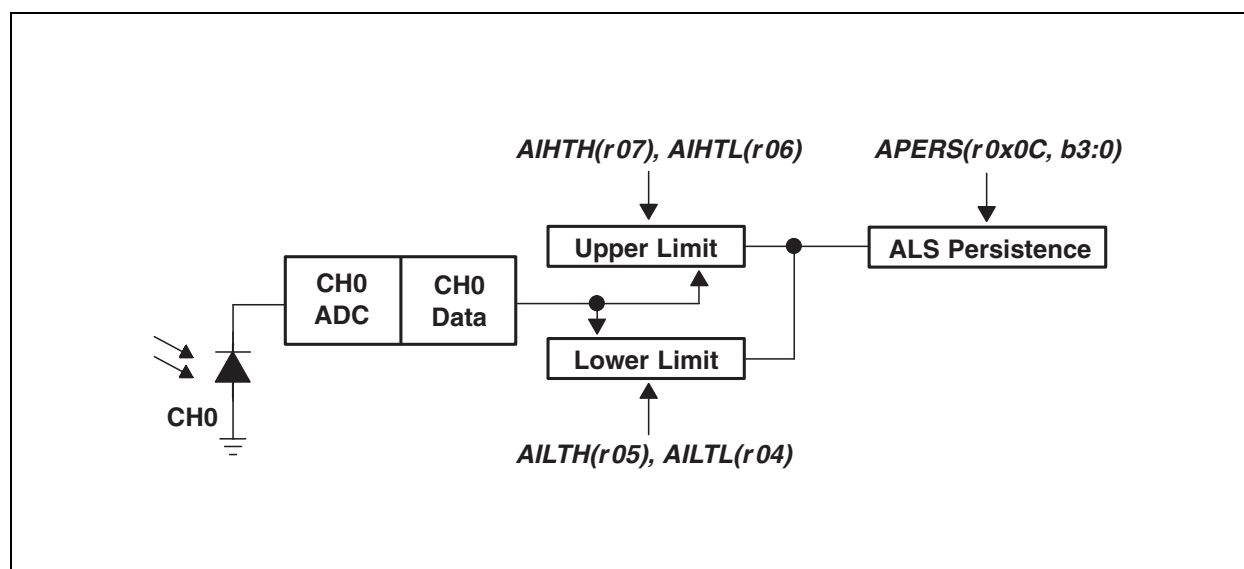 AIHTH(r07), AIHTL(r06)
APERS(r0x0C, b3:0)
Upper Limit
ALS Persistence
CH0
ADC
CH0
Data
Lower Limit
CH0
AILTH(r05), AILTL(r04)